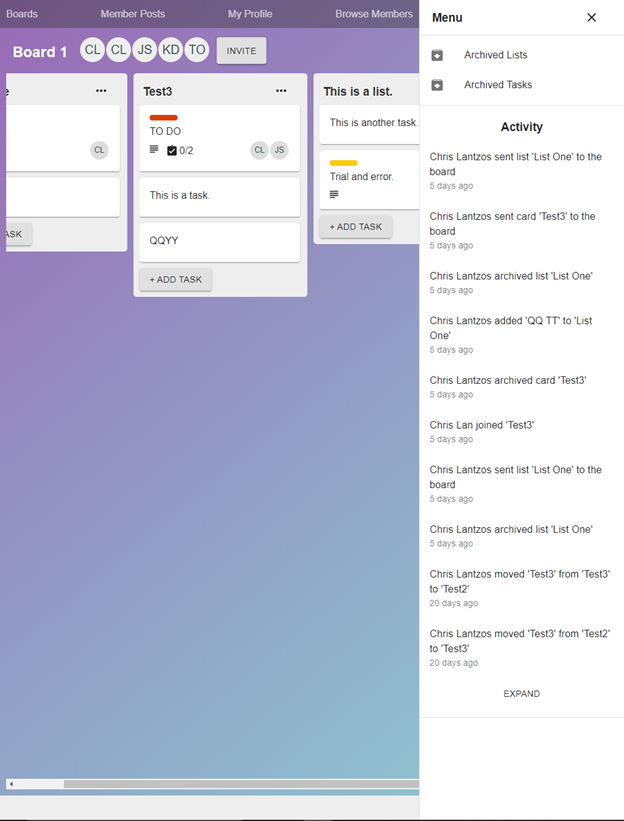 Boards Member Posts My Profile Browse Members
Board 1 CL CL JS KD TO INVITE
e ••• Test3 ••• This is a list.
TO DO
0/2 CL JS
CL
This is a task.
QQYY
+ ADD TASK
ASK
This is another task.
Trial and error.
+ ADD TASK
Menu
Archived Lists
Archived Tasks
Activity
Chris Lantzos sent list 'List One' to the
board
5 days ago
Chris Lantzos sent card 'Test3' to the
board
5 days ago
Chris Lantzos archived list 'List One'
5 days ago
Chris Lantzos added 'QQ TT' to 'List
One'
5 days ago
Chris Lantzos archived card 'Test3'
5 days ago
Chris Lan joined 'Test3'
5 days ago
Chris Lantzos sent list 'List One' to the
board
5 days ago
Chris Lantzos archived list 'List One'
5 days ago
Chris Lantzos moved 'Test3' from 'Test3'
to 'Test2'
20 days ago
Chris Lantzos moved 'Test3' from 'Test2'
to 'Test3'
20 days ago
EXPAND